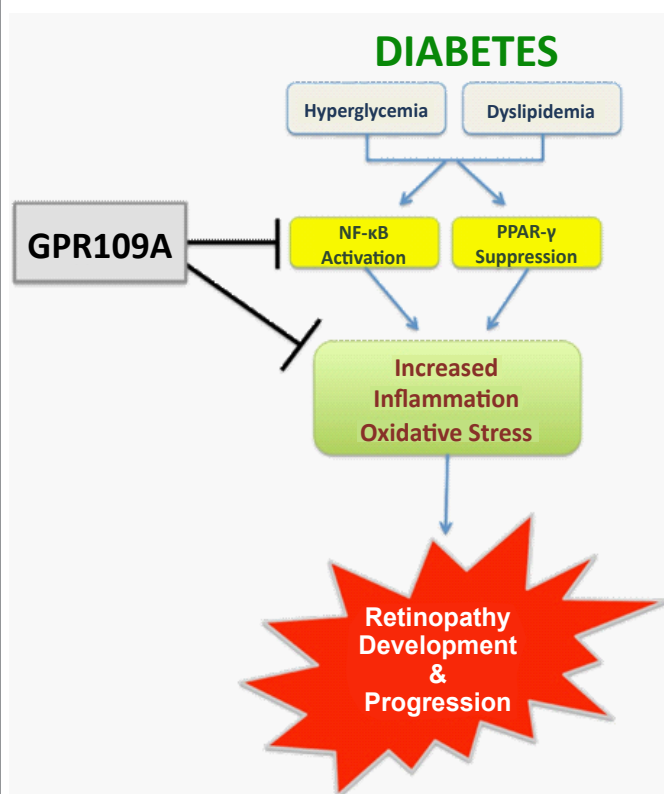 DIABETES
Hyperglycemia
Dyslipidemia
GPR109A
NF-κB
Activation
PPAR-γ
Suppression
Increased
Inflammation
Oxidative Stress
Retinopathy
Development
&
Progression